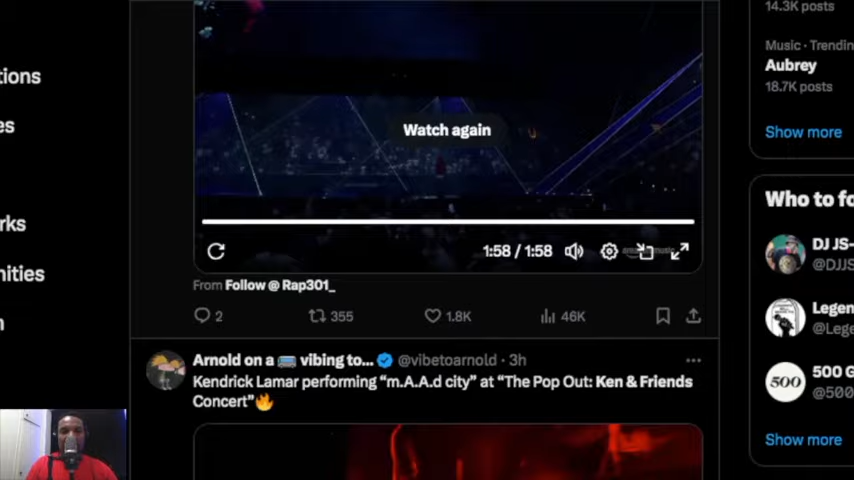 14.3K posts
tions
Music · Trendin
Aubrey
18.7K posts
es
Watch again
Show more
Who to fo
rks
1:58 / 1:58
DJ JS-
@DJJS
nities
From Follow @ Rap301_
2 355 1.8K 46K
Legen
@Lege
Arnold on a vibing to... @vibetoarnold · 3h
Kendrick Lamar performing “m.A.A.d city” at “The Pop Out: Ken & Friends
Concert”🔥
500
500 G
@500
Show more